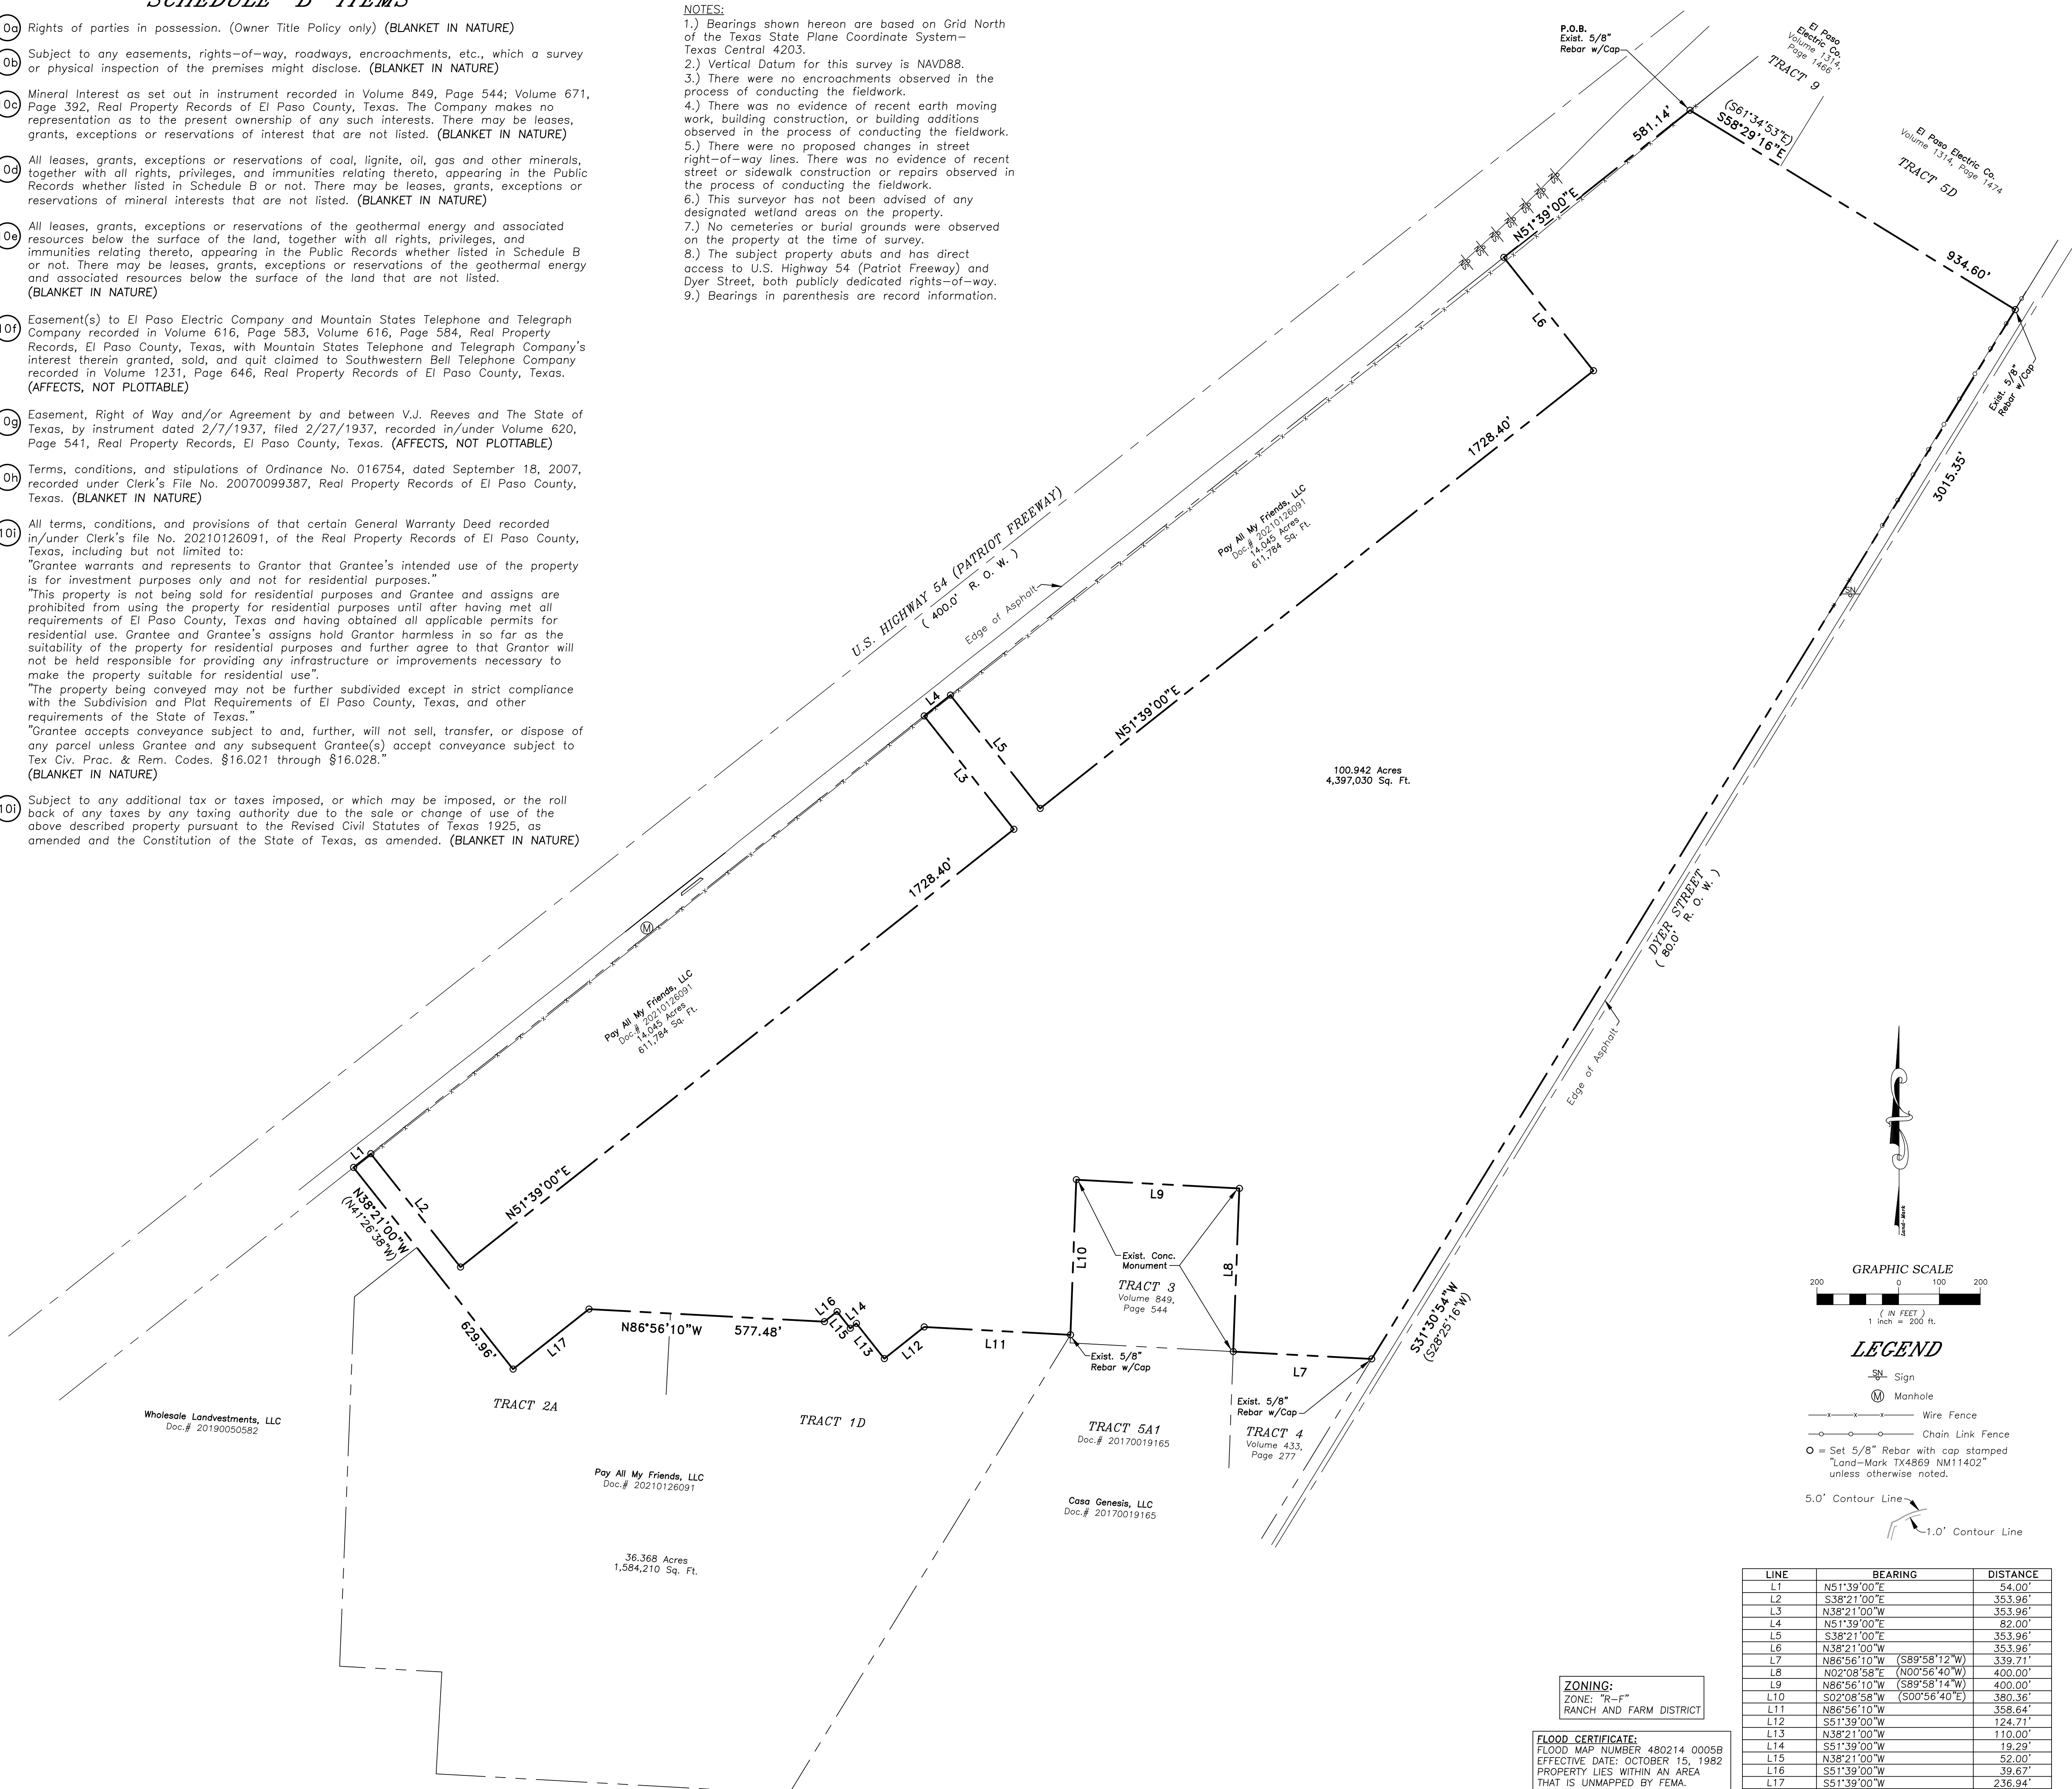 SCHEDULE "B" ITEMS
0a Rights of parties in possession. (Owner Title Policy only) (BLANKET IN NATURE)
0b Subject to any easements, rights-of-way, roadways, encroachments, etc., which a survey
or physical inspection of the premises might disclose. (BLANKET IN NATURE)
0c Mineral Interest as set out in instrument recorded in Volume 849, Page 544; Volume 671,
Page 392, Real Property Records of El Paso County, Texas. The Company makes no
representation as to the present ownership of any such interests. There may be leases,
grants, exceptions or reservations of interest that are not listed. (BLANKET IN NATURE)
0d All leases, grants, exceptions or reservations of coal, lignite, oil, gas and other minerals,
together with all rights, privileges, and immunities relating thereto, appearing in the Public
Records whether listed in Schedule B or not. There may be leases, grants, exceptions or
reservations of mineral interests that are not listed. (BLANKET IN NATURE)
0e All leases, grants, exceptions or reservations of the geothermal energy and associated
resources below the surface of the land, together with all rights, privileges, and
immunities relating thereto, appearing in the Public Records whether listed in Schedule B
or not. There may be leases, grants, exceptions or reservations of the geothermal energy
and associated resources below the surface of the land that are not listed.
(BLANKET IN NATURE)
10f Easement(s) to El Paso Electric Company and Mountain States Telephone and Telegraph
Company recorded in Volume 616, Page 583, Volume 616, Page 584, Real Property
Records, El Paso County, Texas, with Mountain States Telephone and Telegraph Company's
interest therein granted, sold, and quit claimed to Southwestern Bell Telephone Company
recorded in Volume 1231, Page 646, Real Property Records of El Paso County, Texas.
(AFFECTS, NOT PLOTTABLE)
0g Easement, Right of Way and/or Agreement by and between V.J. Reeves and The State of
Texas, by instrument dated 2/7/1937, filed 2/27/1937, recorded in/under Volume 620,
Page 541, Real Property Records, El Paso County, Texas. (AFFECTS, NOT PLOTTABLE)
0h Terms, conditions, and stipulations of Ordinance No. 016754, dated September 18, 2007,
recorded under Clerk's File No. 20070099387, Real Property Records of El Paso County,
Texas. (BLANKET IN NATURE)
10i All terms, conditions, and provisions of that certain General Warranty Deed recorded
in/under Clerk's file No. 20210126091, of the Real Property Records of El Paso County,
Texas, including but not limited to:
"Grantee warrants and represents to Grantor that Grantee's intended use of the property
is for investment purposes only and not for residential purposes."
"This property is not being sold for residential purposes and Grantee and assigns are
prohibited from using the property for residential purposes until after having met all
requirements of El Paso County, Texas and having obtained all applicable permits for
residential use. Grantee and Grantee's assigns hold Grantor harmless in so far as the
suitability of the property for residential purposes and further agree to that Grantor will
not be held responsible for providing any infrastructure or improvements necessary to
make the property suitable for residential use".
"The property being conveyed may not be further subdivided except in strict compliance
with the Subdivision and Plat Requirements of El Paso County, Texas, and other
requirements of the State of Texas."
"Grantee accepts conveyance subject to and, further, will not sell, transfer, or dispose of
any parcel unless Grantee and any subsequent Grantee(s) accept conveyance subject to
Tex Civ. Prac. & Rem. Codes. §16.021 through §16.028."
(BLANKET IN NATURE)
10i Subject to any additional tax or taxes imposed, or which may be imposed, or the roll
back of any taxes by any taxing authority due to the sale or change of use of the
above described property pursuant to the Revised Civil Statutes of Texas 1925, as
amended and the Constitution of the State of Texas, as amended. (BLANKET IN NATURE)
NOTES:
1.) Bearings shown hereon are based on Grid North
of the Texas State Plane Coordinate System-
Texas Central 4203.
2.) Vertical Datum for this survey is NAVD88.
3.) There were no encroachments observed in the
process of conducting the fieldwork.
4.) There was no evidence of recent earth moving
work, building construction, or building additions
observed in the process of conducting the fieldwork.
5.) There were no proposed changes in street
right-of-way lines. There was no evidence of recent
street or sidewalk construction or repairs observed in
the process of conducting the fieldwork.
6.) This surveyor has not been advised of any
designated wetland areas on the property.
7.) No cemeteries or burial grounds were observed
on the property at the time of survey.
8.) The subject property abuts and has direct
access to U.S. Highway 54 (Patriot Freeway) and
Dyer Street, both publicly dedicated rights-of-way.
9.) Bearings in parenthesis are record information.
P.O.B.
Exist. 5/8"
Rebar w/Cap
El Paso
Electric Co.
Volume 1314,
Page 1466
TRACT 9
(S61°34'53"E)
S58°29'16"E
El Paso Electric Co.
Volume 1314, Page 1474
TRACT 5D
934.60'
581.14'
N51°39'00"E
SN
SN
SN
SN
SN
SN
SN
L6
Exist. 5/8"
Rebar w/Cap
3015.35'
1728.40'
Pay All My Friends, LLC
Doc.# 20210126091
14.045 Acres
611,784 Sq. Ft.
U.S. HIGHWAY 54 (PATRIOT FREEWAY)
( 400.0' R. O. W. )
Edge of Asphalt
SN
L4
L5
L3
N51°39'00"E
100.942 Acres
4,397,030 Sq. Ft.
1728.40'
M
DYER STREET
( 80.0' R. O. W. )
Edge of Asphalt
Pay All My Friends, LLC
Doc.# 20210126091
14.045 Acres
611,784 Sq. Ft.
L1
L2
N51°39'00"E
N38°21'00"W
(N41°26'38"W)
629.96'
L17
N86°56'10"W 577.48'
L16
L15
L14
L13
L12
L11
L10
L9
L8
L7
Exist. Conc.
Monument
TRACT 3
Volume 849,
Page 544
Exist. 5/8"
Rebar w/Cap
Exist. 5/8"
Rebar w/Cap
S31°30'54"W
(S28°25'16"W)
TRACT 2A
TRACT 1D
TRACT 5A1
Doc.# 20170019165
TRACT 4
Volume 433,
Page 277
Wholesale Landvestments, LLC
Doc.# 20190050582
Pay All My Friends, LLC
Doc.# 20210126091
Casa Genesis, LLC
Doc.# 20170019165
36.368 Acres
1,584,210 Sq. Ft.
Land-Mark
GRAPHIC SCALE
200 0 100 200
( IN FEET )
1 inch = 200 ft.
LEGEND
SN Sign
M Manhole
x x x Wire Fence
Chain Link Fence
O = Set 5/8" Rebar with cap stamped
"Land-Mark TX4869 NM11402"
unless otherwise noted.
5.0' Contour Line
1.0' Contour Line
ZONING:
ZONE: "R-F"
RANCH AND FARM DISTRICT
FLOOD CERTIFICATE:
FLOOD MAP NUMBER 480214 0005B
EFFECTIVE DATE: OCTOBER 15, 1982
PROPERTY LIES WITHIN AN AREA
THAT IS UNMAPPED BY FEMA.
LINE BEARING DISTANCE
L1 N51°39'00"E 54.00'
L2 S38°21'00"E 353.96'
L3 N38°21'00"W 353.96'
L4 N51°39'00"E 82.00'
L5 S38°21'00"E 353.96'
L6 N38°21'00"W 353.96'
L7 N86°56'10"W (S89°58'12"W) 339.71'
L8 N02°08'58"E (N00°56'40"W) 400.00'
L9 N86°56'10"W (S89°58'14"W) 400.00'
L10 S02°08'58"W (S00°56'40"E) 380.36'
L11 N86°56'10"W 358.64'
L12 S51°39'00"W 124.71'
L13 N38°21'00"W 110.00'
L14 S51°39'00"W 19.29'
L15 N38°21'00"W 52.00'
L16 S51°39'00"W 39.67'
L17 S51°39'00"W 236.94'